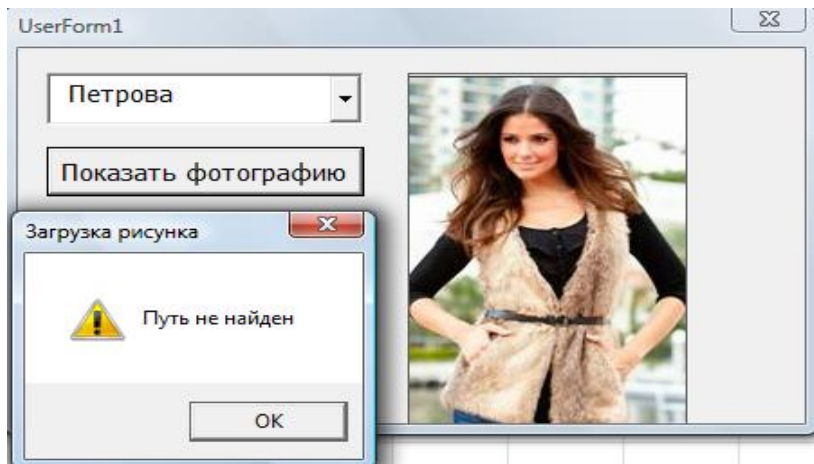 UserForm1
Петрова
Показать фотографию
Загрузка рисунка
Путь не найден
OK